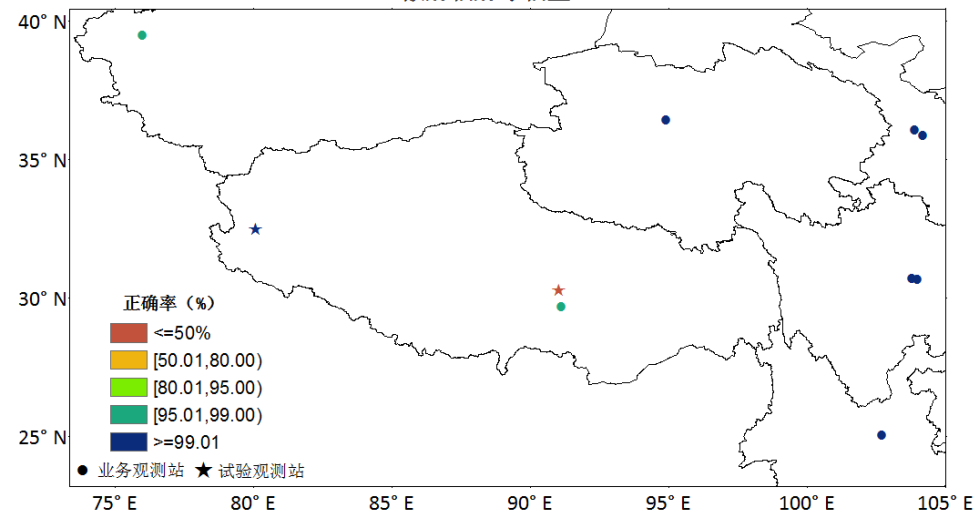 40° N
35° N
30° N
25° N
正确率（%）
<=50%
[50.01,80.00)
[80.01,95.00)
[95.01,99.00)
>=99.01
● 业务观测站 ★ 试验观测站
75° E 80° E 85° E 90° E 95° E 100° E 105° E